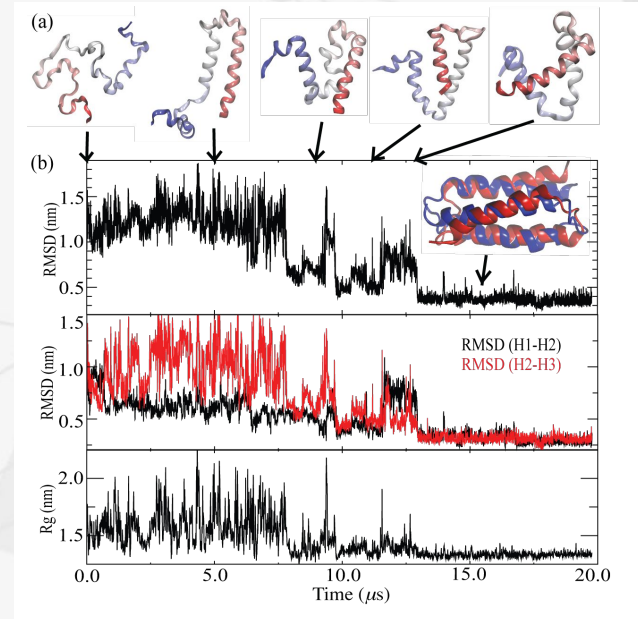 (a)
(b)
1.5
1.0
0.5
RMSD (nm)
1.5
1.0
0.5
RMSD (nm)
RMSD (H1-H2)
RMSD (H2-H3)
2.0
1.5
Rg (nm)
0.0 5.0 10.0 15.0 20.0
Time (μs)